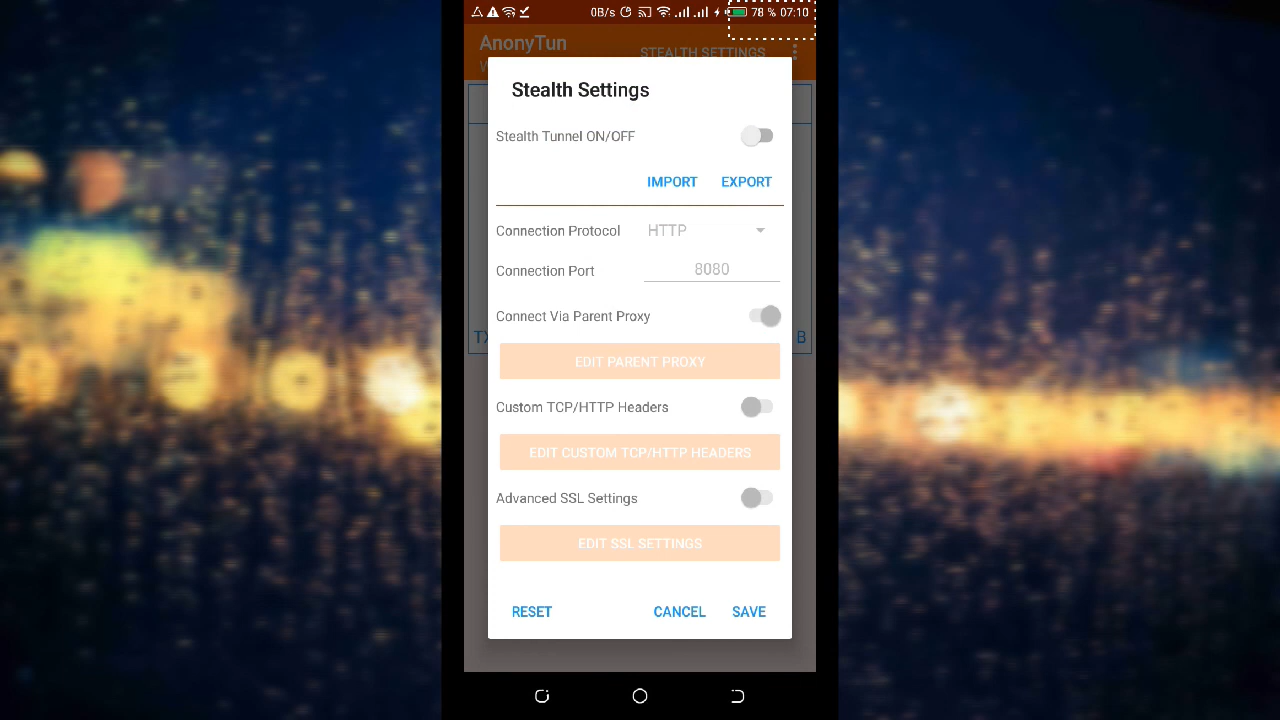 0B/s 78 % 07:10
AnonyTun
STEALTH SETTINGS
W
Stealth Settings
Stealth Tunnel ON/OFF
IMPORT EXPORT
Connection Protocol HTTP
Connection Port 8080
Connect Via Parent Proxy
TX B
EDIT PARENT PROXY
Custom TCP/HTTP Headers
EDIT CUSTOM TCP/HTTP HEADERS
Advanced SSL Settings
EDIT SSL SETTINGS
RESET CANCEL SAVE